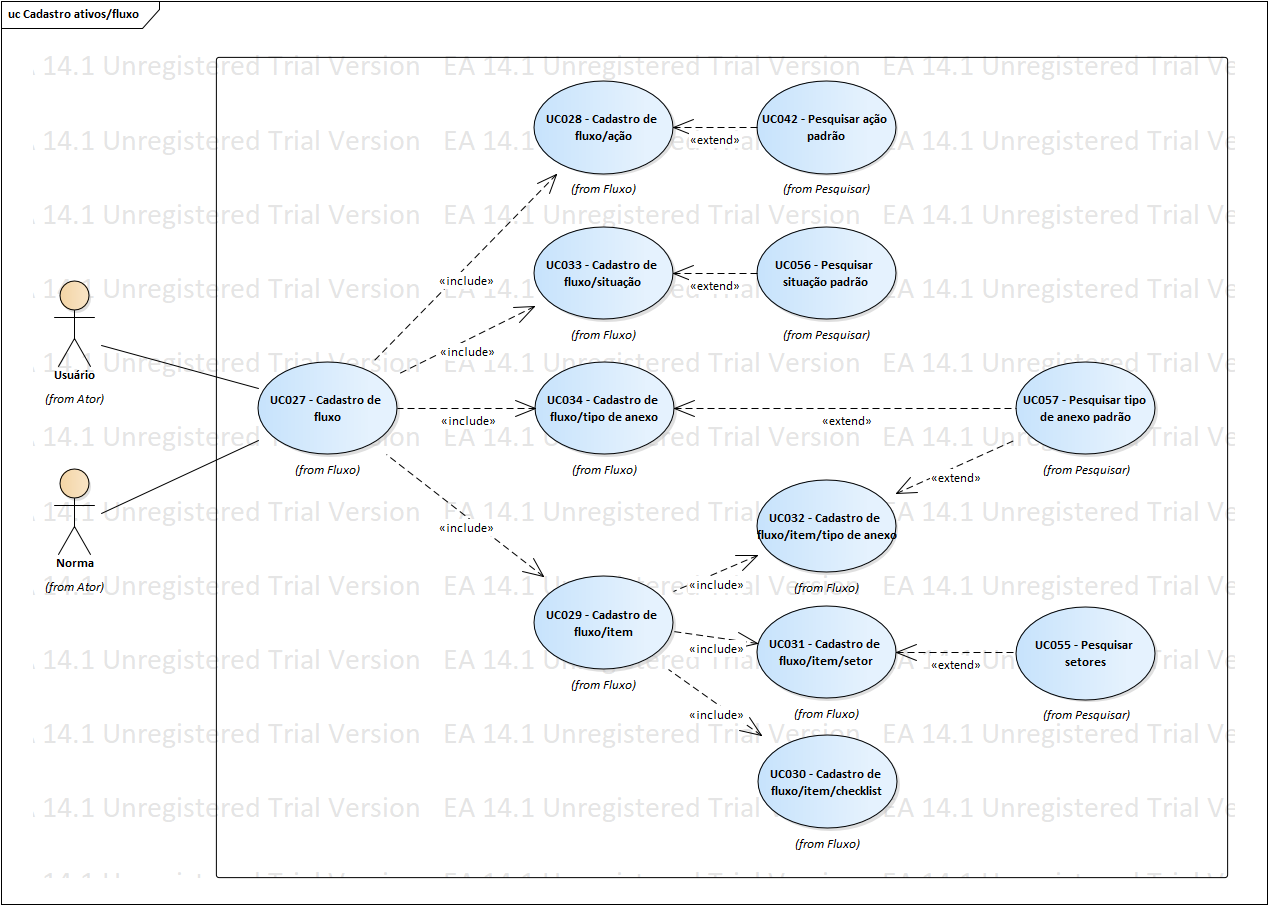 uc Cadastro ativos/fluxo
EA 14.1 Unregistered Trial Version
UC028 - Cadastro de
fluxo/ação
(from Fluxo)
«extend»
UC042 - Pesquisar ação
padrão
(from Pesquisar)
«include»
UC033 - Cadastro de
fluxo/situação
(from Fluxo)
«extend»
UC056 - Pesquisar
situação padrão
(from Pesquisar)
«include»
Usuário
(from Ator)
UC027 - Cadastro de
fluxo
(from Fluxo)
«include»
UC034 - Cadastro de
fluxo/tipo de anexo
(from Fluxo)
«extend»
UC057 - Pesquisar tipo
de anexo padrão
(from Pesquisar)
«extend»
Norma
(from Ator)
«include»
UC032 - Cadastro de
fluxo/item/tipo de anexo
(from Fluxo)
«include»
UC029 - Cadastro de
fluxo/item
(from Fluxo)
«include»
UC031 - Cadastro de
fluxo/item/setor
(from Fluxo)
«extend»
UC055 - Pesquisar
setores
(from Pesquisar)
«include»
UC030 - Cadastro de
fluxo/item/checklist
(from Fluxo)